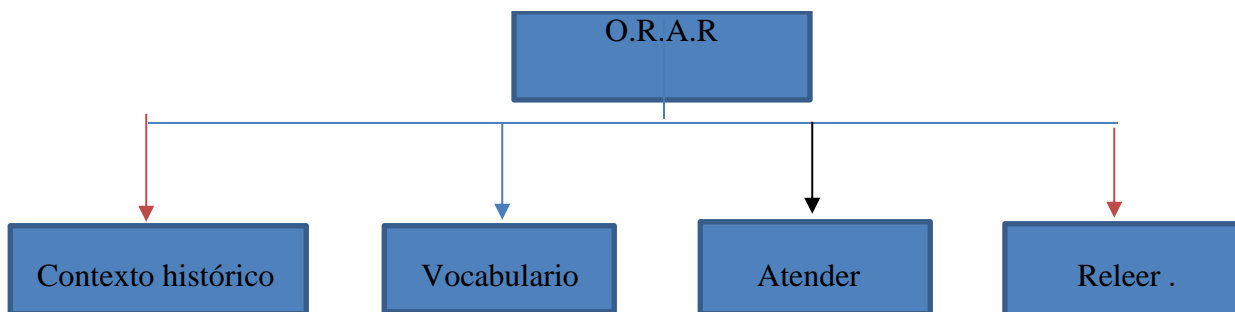 O.R.A.R
Contexto histórico
Vocabulario
Atender
Releer .